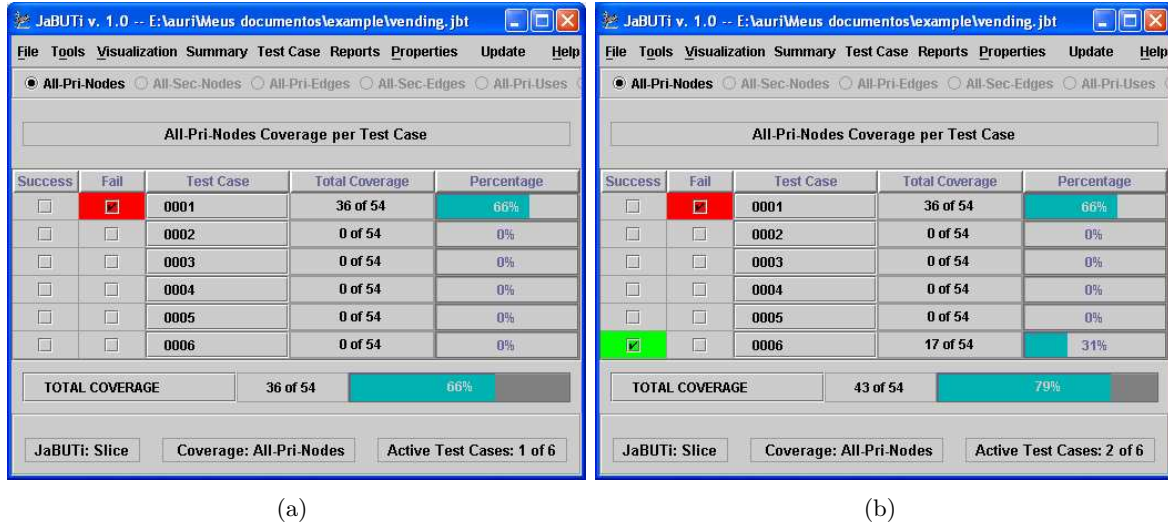 JaBUTi v. 1.0 -- E:\auri\Meus documentos\example\vending.jbt
File Tools Visualization Summary Test Case Reports Properties Update Help
All-Pri-Nodes All-Sec-Nodes All-Pri-Edges All-Sec-Edges All-Pri-Uses
All-Pri-Nodes Coverage per Test Case
Success Fail Test Case Total Coverage Percentage
0001 36 of 54 66%
0002 0 of 54 0%
0003 0 of 54 0%
0004 0 of 54 0%
0005 0 of 54 0%
0006 0 of 54 0%
TOTAL COVERAGE 36 of 54 66%
JaBUTi: Slice Coverage: All-Pri-Nodes Active Test Cases: 1 of 6
(a)
JaBUTi v. 1.0 -- E:\auri\Meus documentos\example\vending.jbt
File Tools Visualization Summary Test Case Reports Properties Update Help
All-Pri-Nodes All-Sec-Nodes All-Pri-Edges All-Sec-Edges All-Pri-Uses
All-Pri-Nodes Coverage per Test Case
Success Fail Test Case Total Coverage Percentage
0001 36 of 54 66%
0002 0 of 54 0%
0003 0 of 54 0%
0004 0 of 54 0%
0005 0 of 54 0%
0006 17 of 54 31%
TOTAL COVERAGE 43 of 54 79%
JaBUTi: Slice Coverage: All-Pri-Nodes Active Test Cases: 2 of 6
(b)